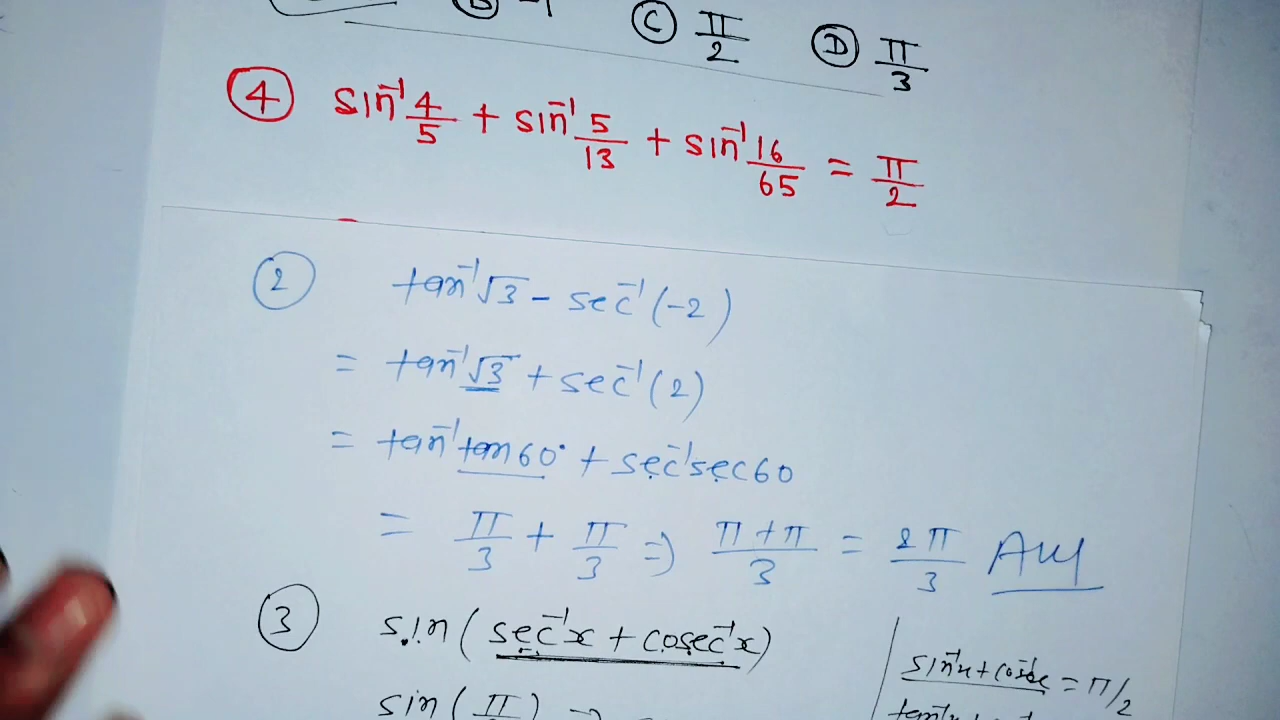 Ⓒ π/2 Ⓓ π/3
④ sin⁻¹ 4/5 + sin⁻¹ 5/13 + sin⁻¹ 16/65 = π/2
② tan⁻¹√3 - sec⁻¹(-2)
= tan⁻¹√3 + sec⁻¹(2)
= tan⁻¹tan60° + sec⁻¹sec60
= π/3 + π/3 ⇒ π+π/3 = 2π/3 Ans
③ sin(sec⁻¹x + cosec⁻¹x)
sin⁻¹x + cos⁻¹x = π/2
sin(π